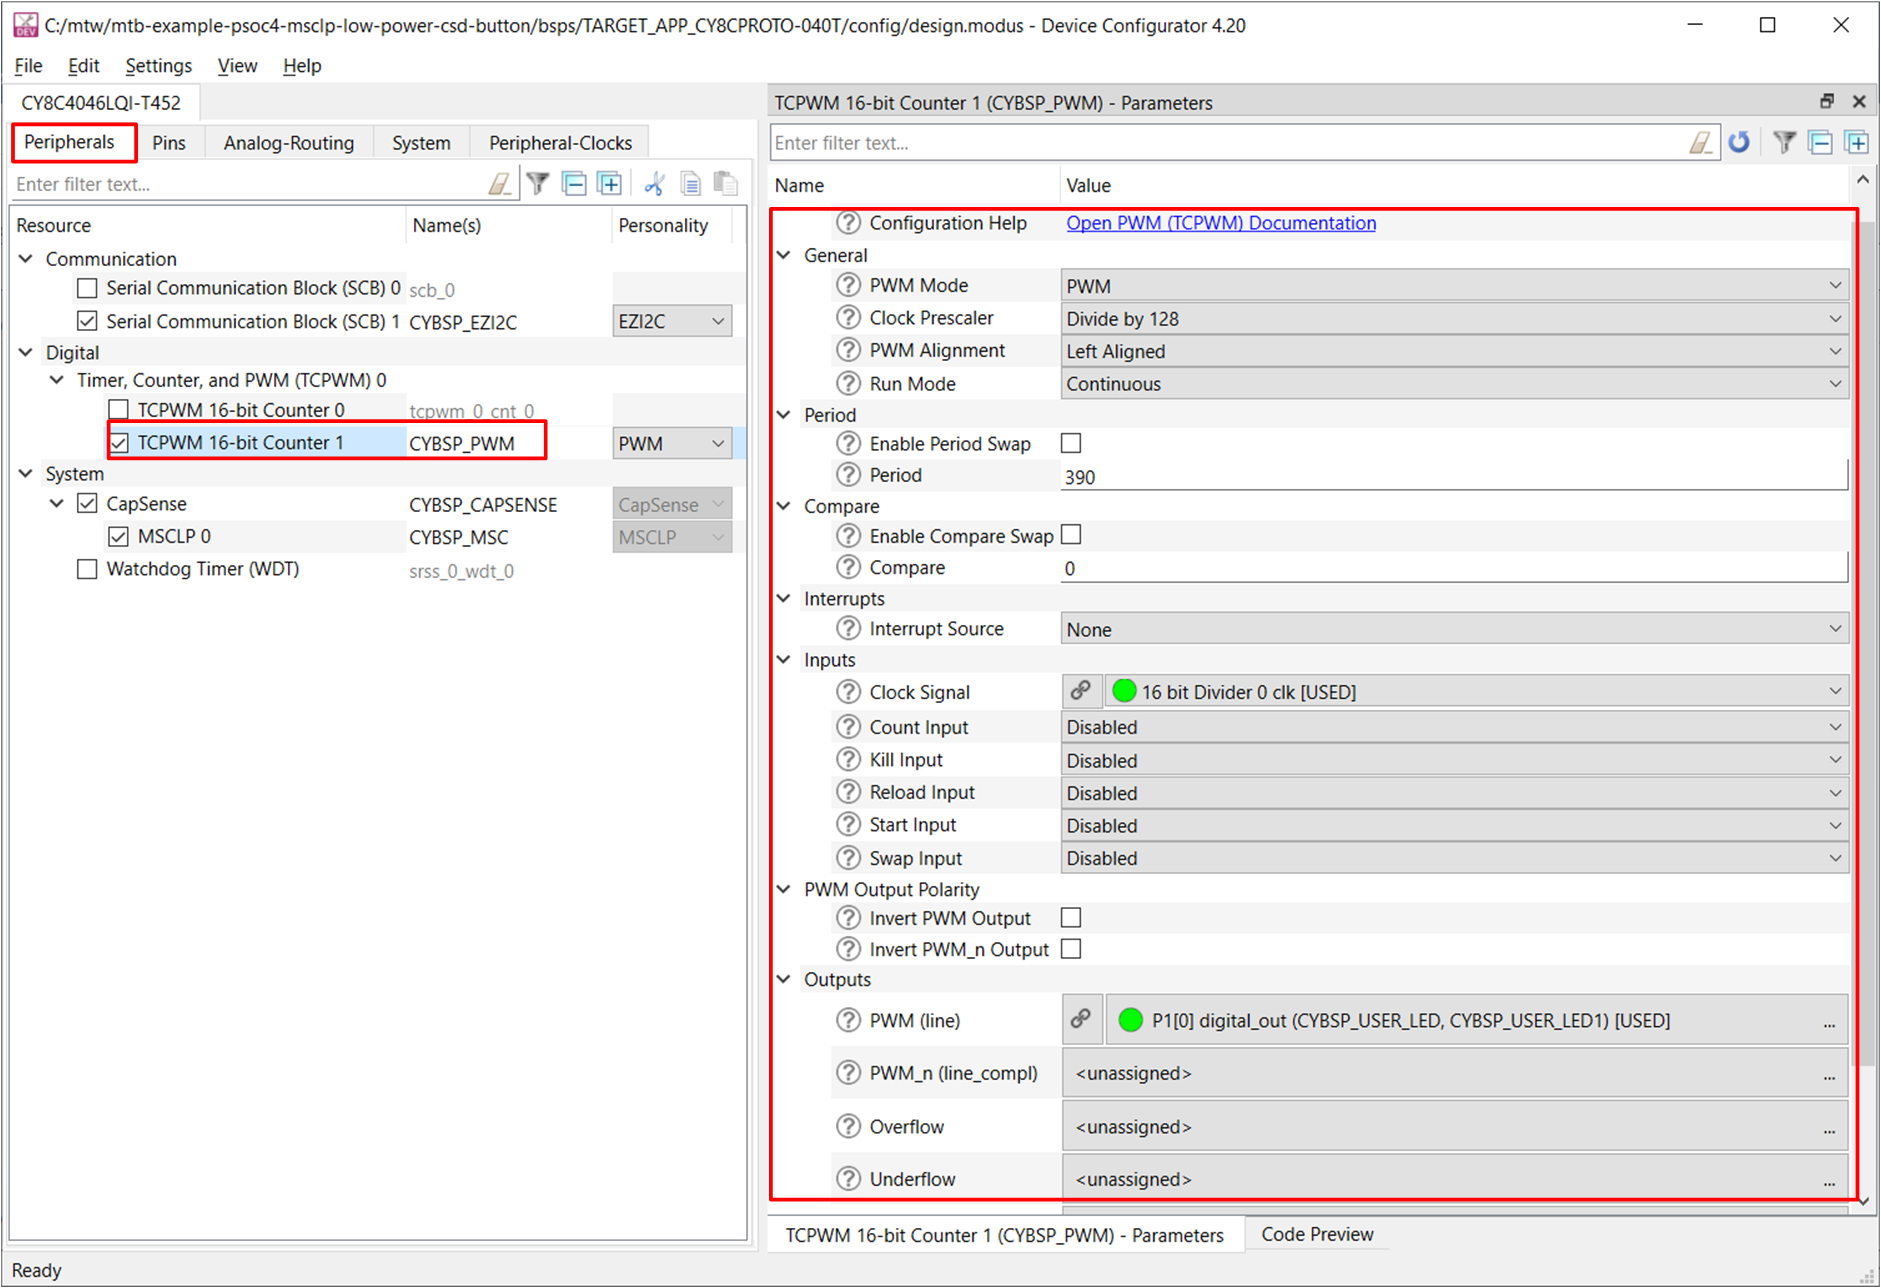 C:/mtw/mtb-example-psoc4-msclp-low-power-csd-button/bsps/TARGET_APP_CY8CPROTO-040T/config/design.modus - Device Configurator 4.20
File Edit Settings View Help
CY8C4046LQI-T452
Peripherals Pins Analog-Routing System Peripheral-Clocks
Enter filter text...
Resource Name(s) Personality
Communication
Serial Communication Block (SCB) 0 scb_0
Serial Communication Block (SCB) 1 CYBSP_EZI2C EZI2C
Digital
Timer, Counter, and PWM (TCPWM) 0
TCPWM 16-bit Counter 0 tcpwm_0_cnt_0
TCPWM 16-bit Counter 1 CYBSP_PWM PWM
System
CapSense CYBSP_CAPSENSE CapSense
MSCLP 0 CYBSP_MSC MSCLP
Watchdog Timer (WDT) srss_0_wdt_0
TCPWM 16-bit Counter 1 (CYBSP_PWM) - Parameters
Enter filter text...
Name Value
Configuration Help Open PWM (TCPWM) Documentation
General
PWM Mode PWM
Clock Prescaler Divide by 128
PWM Alignment Left Aligned
Run Mode Continuous
Period
Enable Period Swap
Period 390
Compare
Enable Compare Swap
Compare 0
Interrupts
Interrupt Source None
Inputs
Clock Signal 16 bit Divider 0 clk [USED]
Count Input Disabled
Kill Input Disabled
Reload Input Disabled
Start Input Disabled
Swap Input Disabled
PWM Output Polarity
Invert PWM Output
Invert PWM_n Output
Outputs
PWM (line) P1[0] digital_out (CYBSP_USER_LED, CYBSP_USER_LED1) [USED] ...
PWM_n (line_compl) <unassigned> ...
Overflow <unassigned> ...
Underflow <unassigned> ...
TCPWM 16-bit Counter 1 (CYBSP_PWM) - Parameters Code Preview
Ready